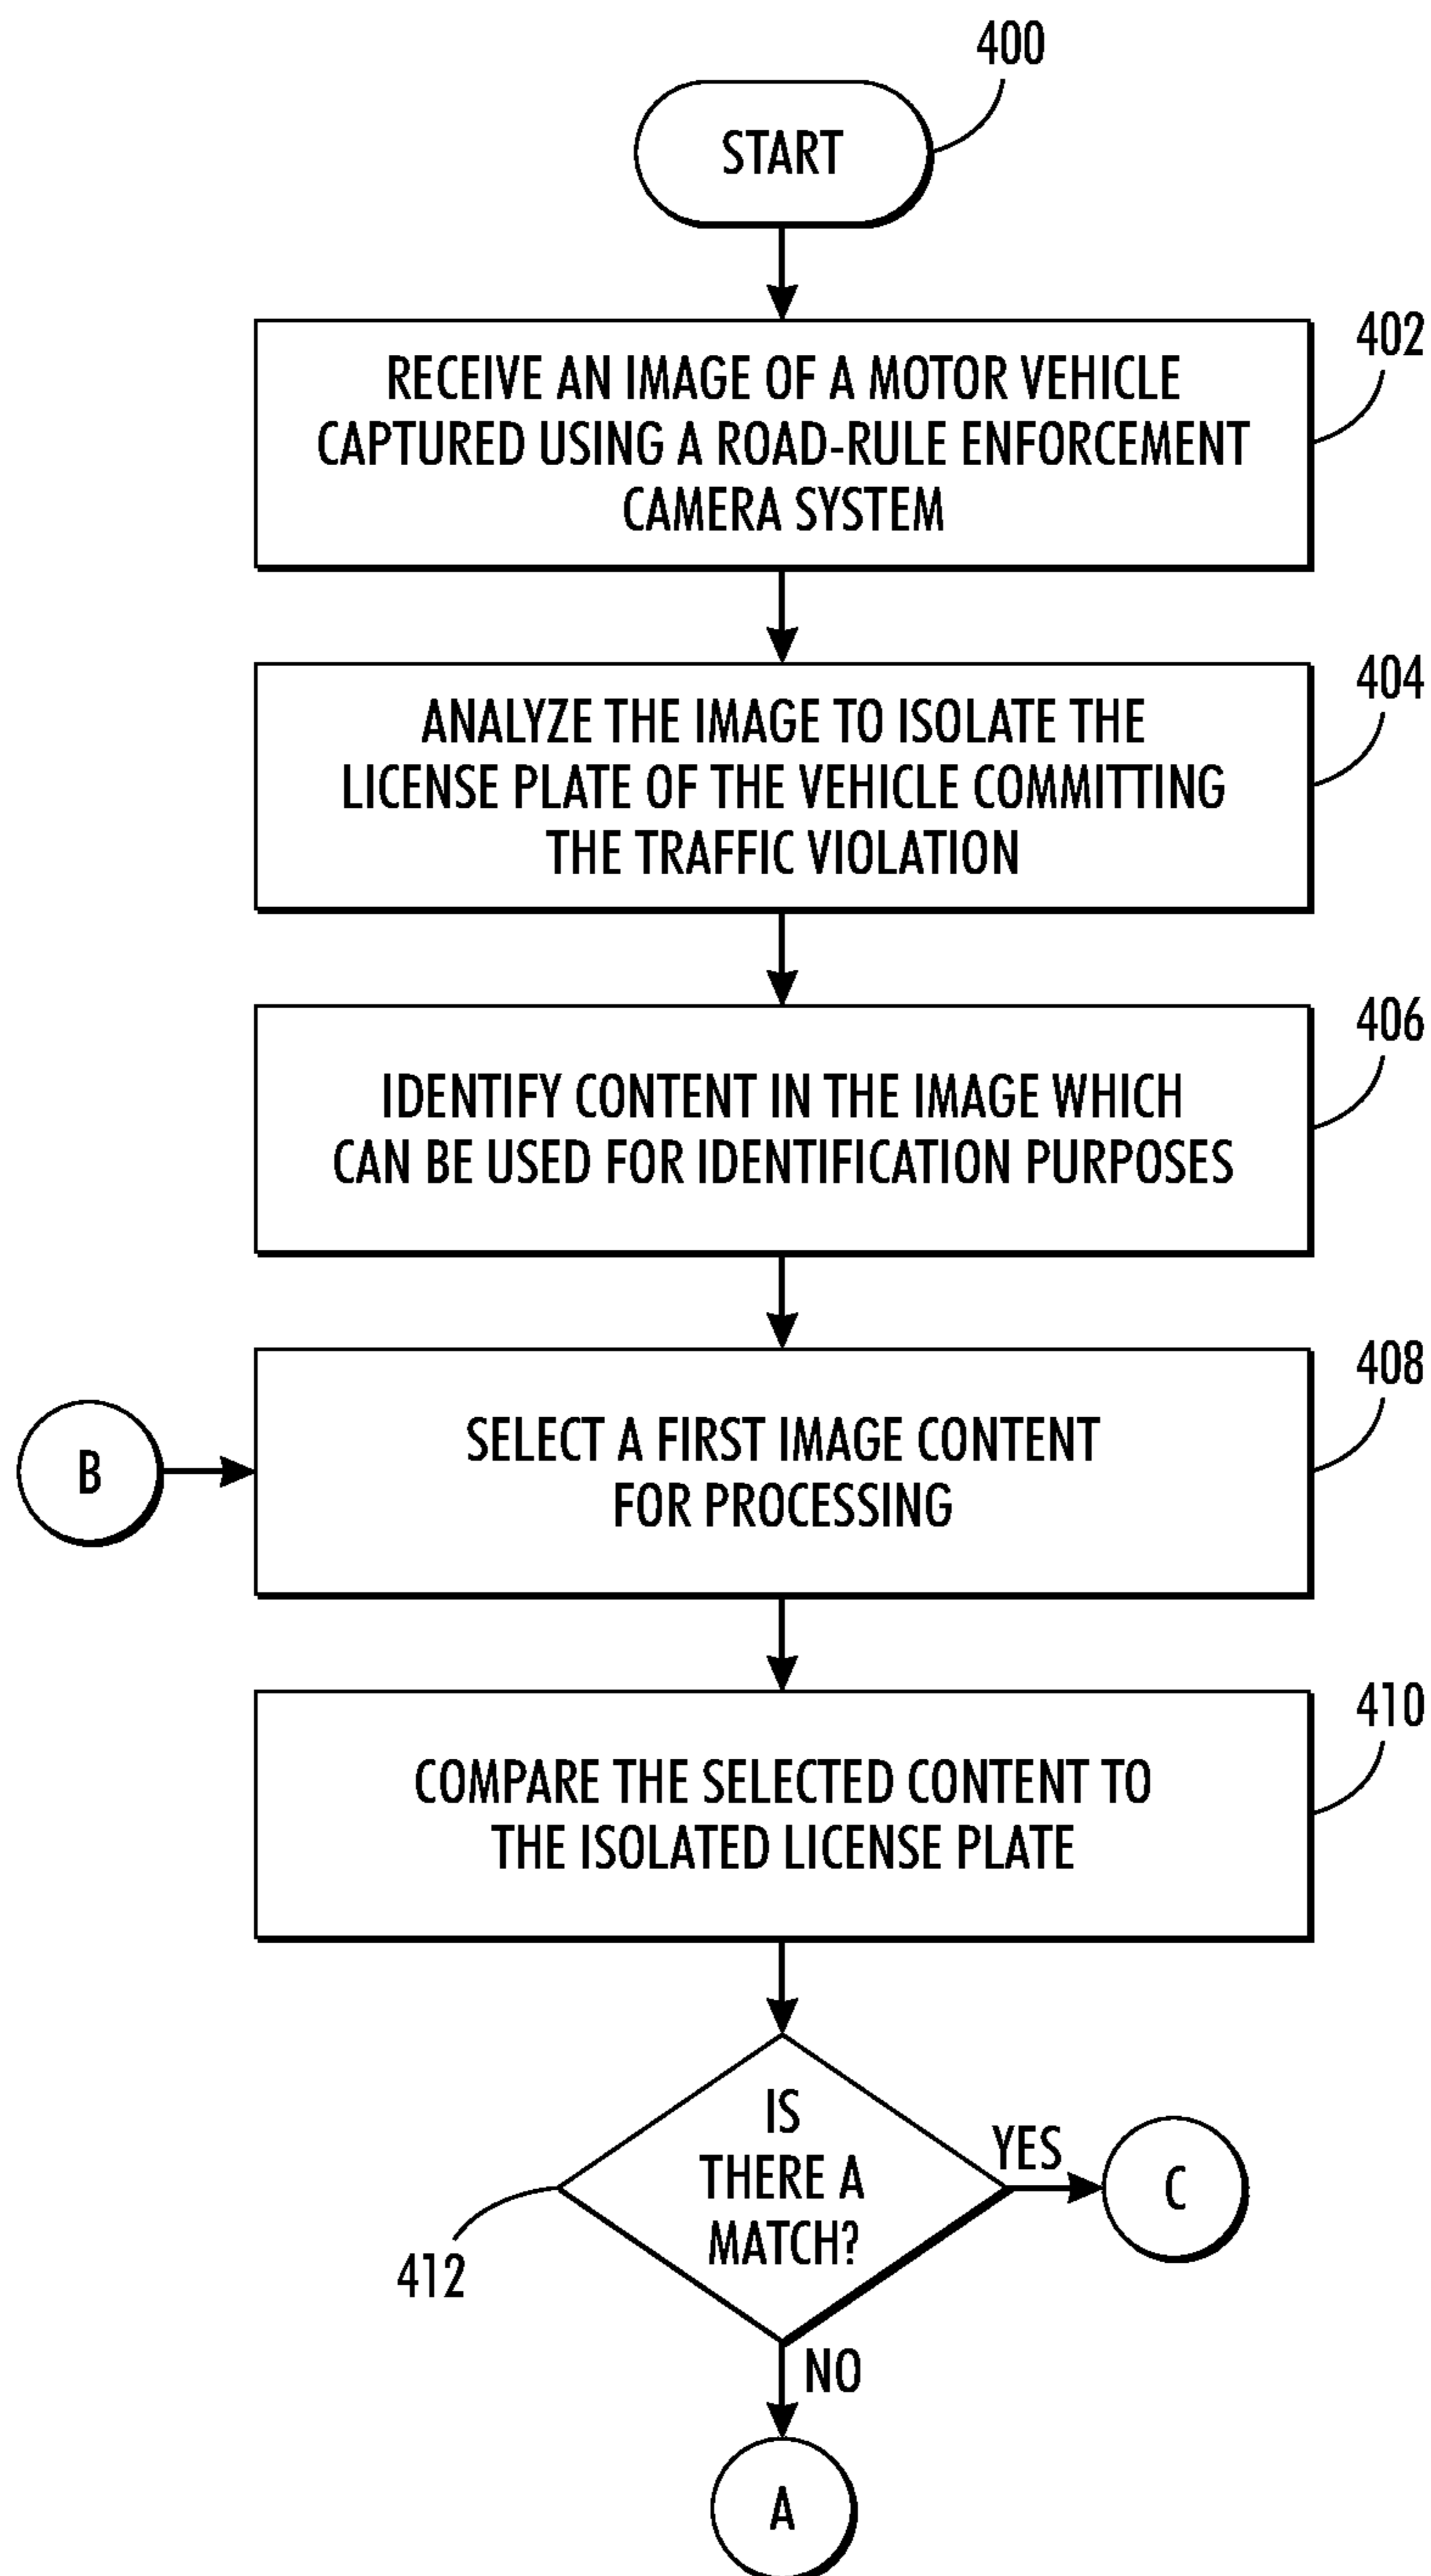 400
START
402
RECEIVE AN IMAGE OF A MOTOR VEHICLE
CAPTURED USING A ROAD-RULE ENFORCEMENT
CAMERA SYSTEM
404
ANALYZE THE IMAGE TO ISOLATE THE
LICENSE PLATE OF THE VEHICLE COMMITTING
THE TRAFFIC VIOLATION
406
IDENTIFY CONTENT IN THE IMAGE WHICH
CAN BE USED FOR IDENTIFICATION PURPOSES
408
B
SELECT A FIRST IMAGE CONTENT
FOR PROCESSING
410
COMPARE THE SELECTED CONTENT TO
THE ISOLATED LICENSE PLATE
IS
THERE A
MATCH?
YES
C
412
NO
A